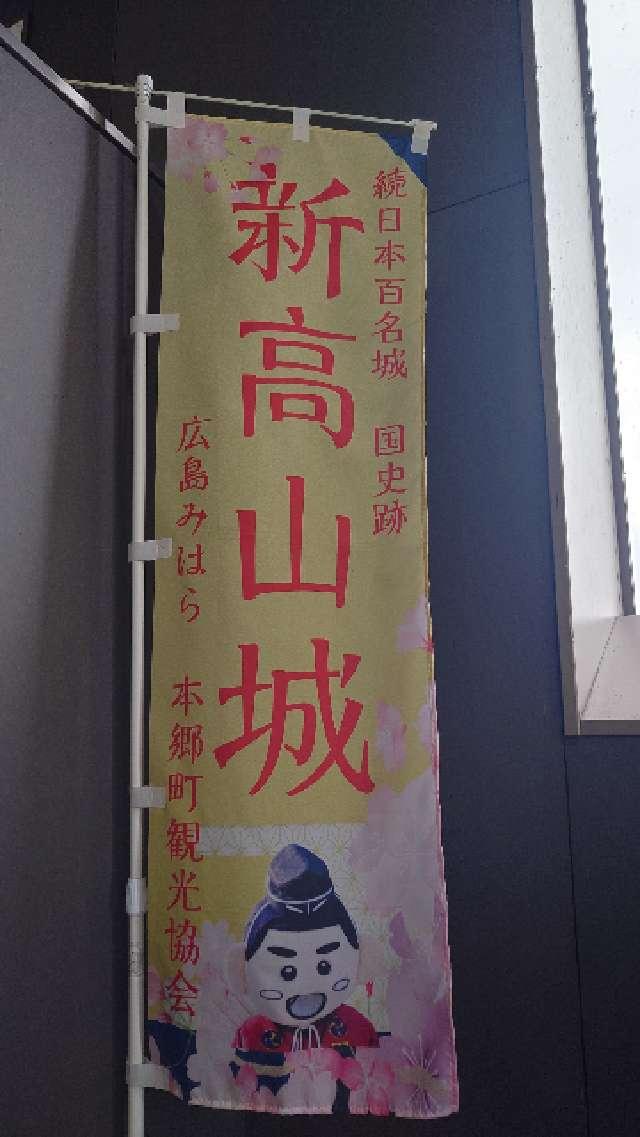 続日本百名城　国史跡
新高山城
広島みはら　本郷町観光協会